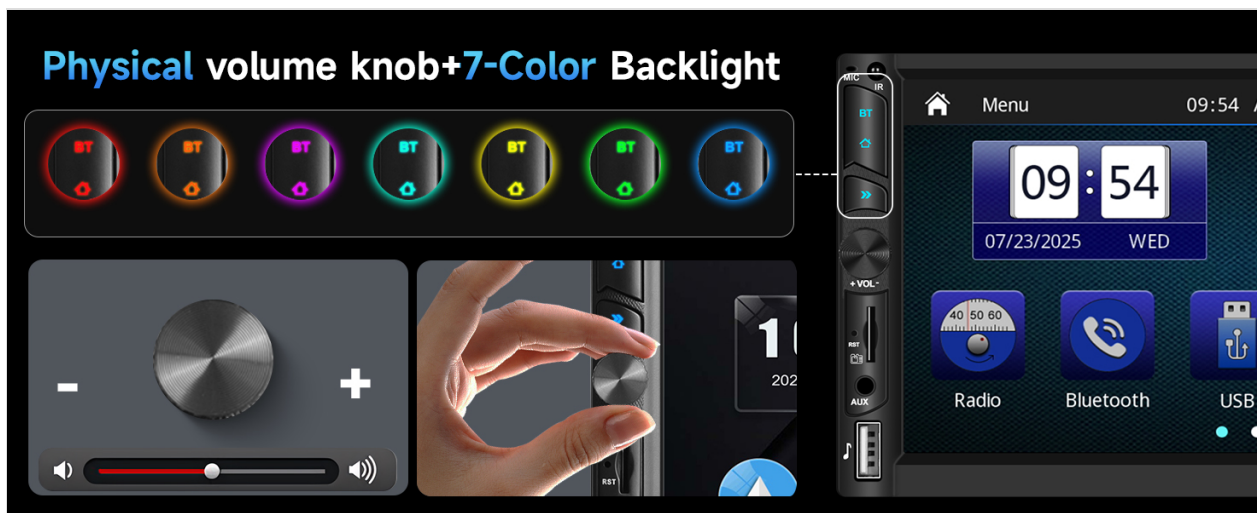 Physical volume knob+7-Color Backlight
BT
BT
BT
BT
BT
BT
BT
- +
RST
202
MIC
IR
BT
+VOL-
RST
AUX
Menu
09:54
09:54
07/23/2025 WED
40 50 60
Radio
Bluetooth
USB